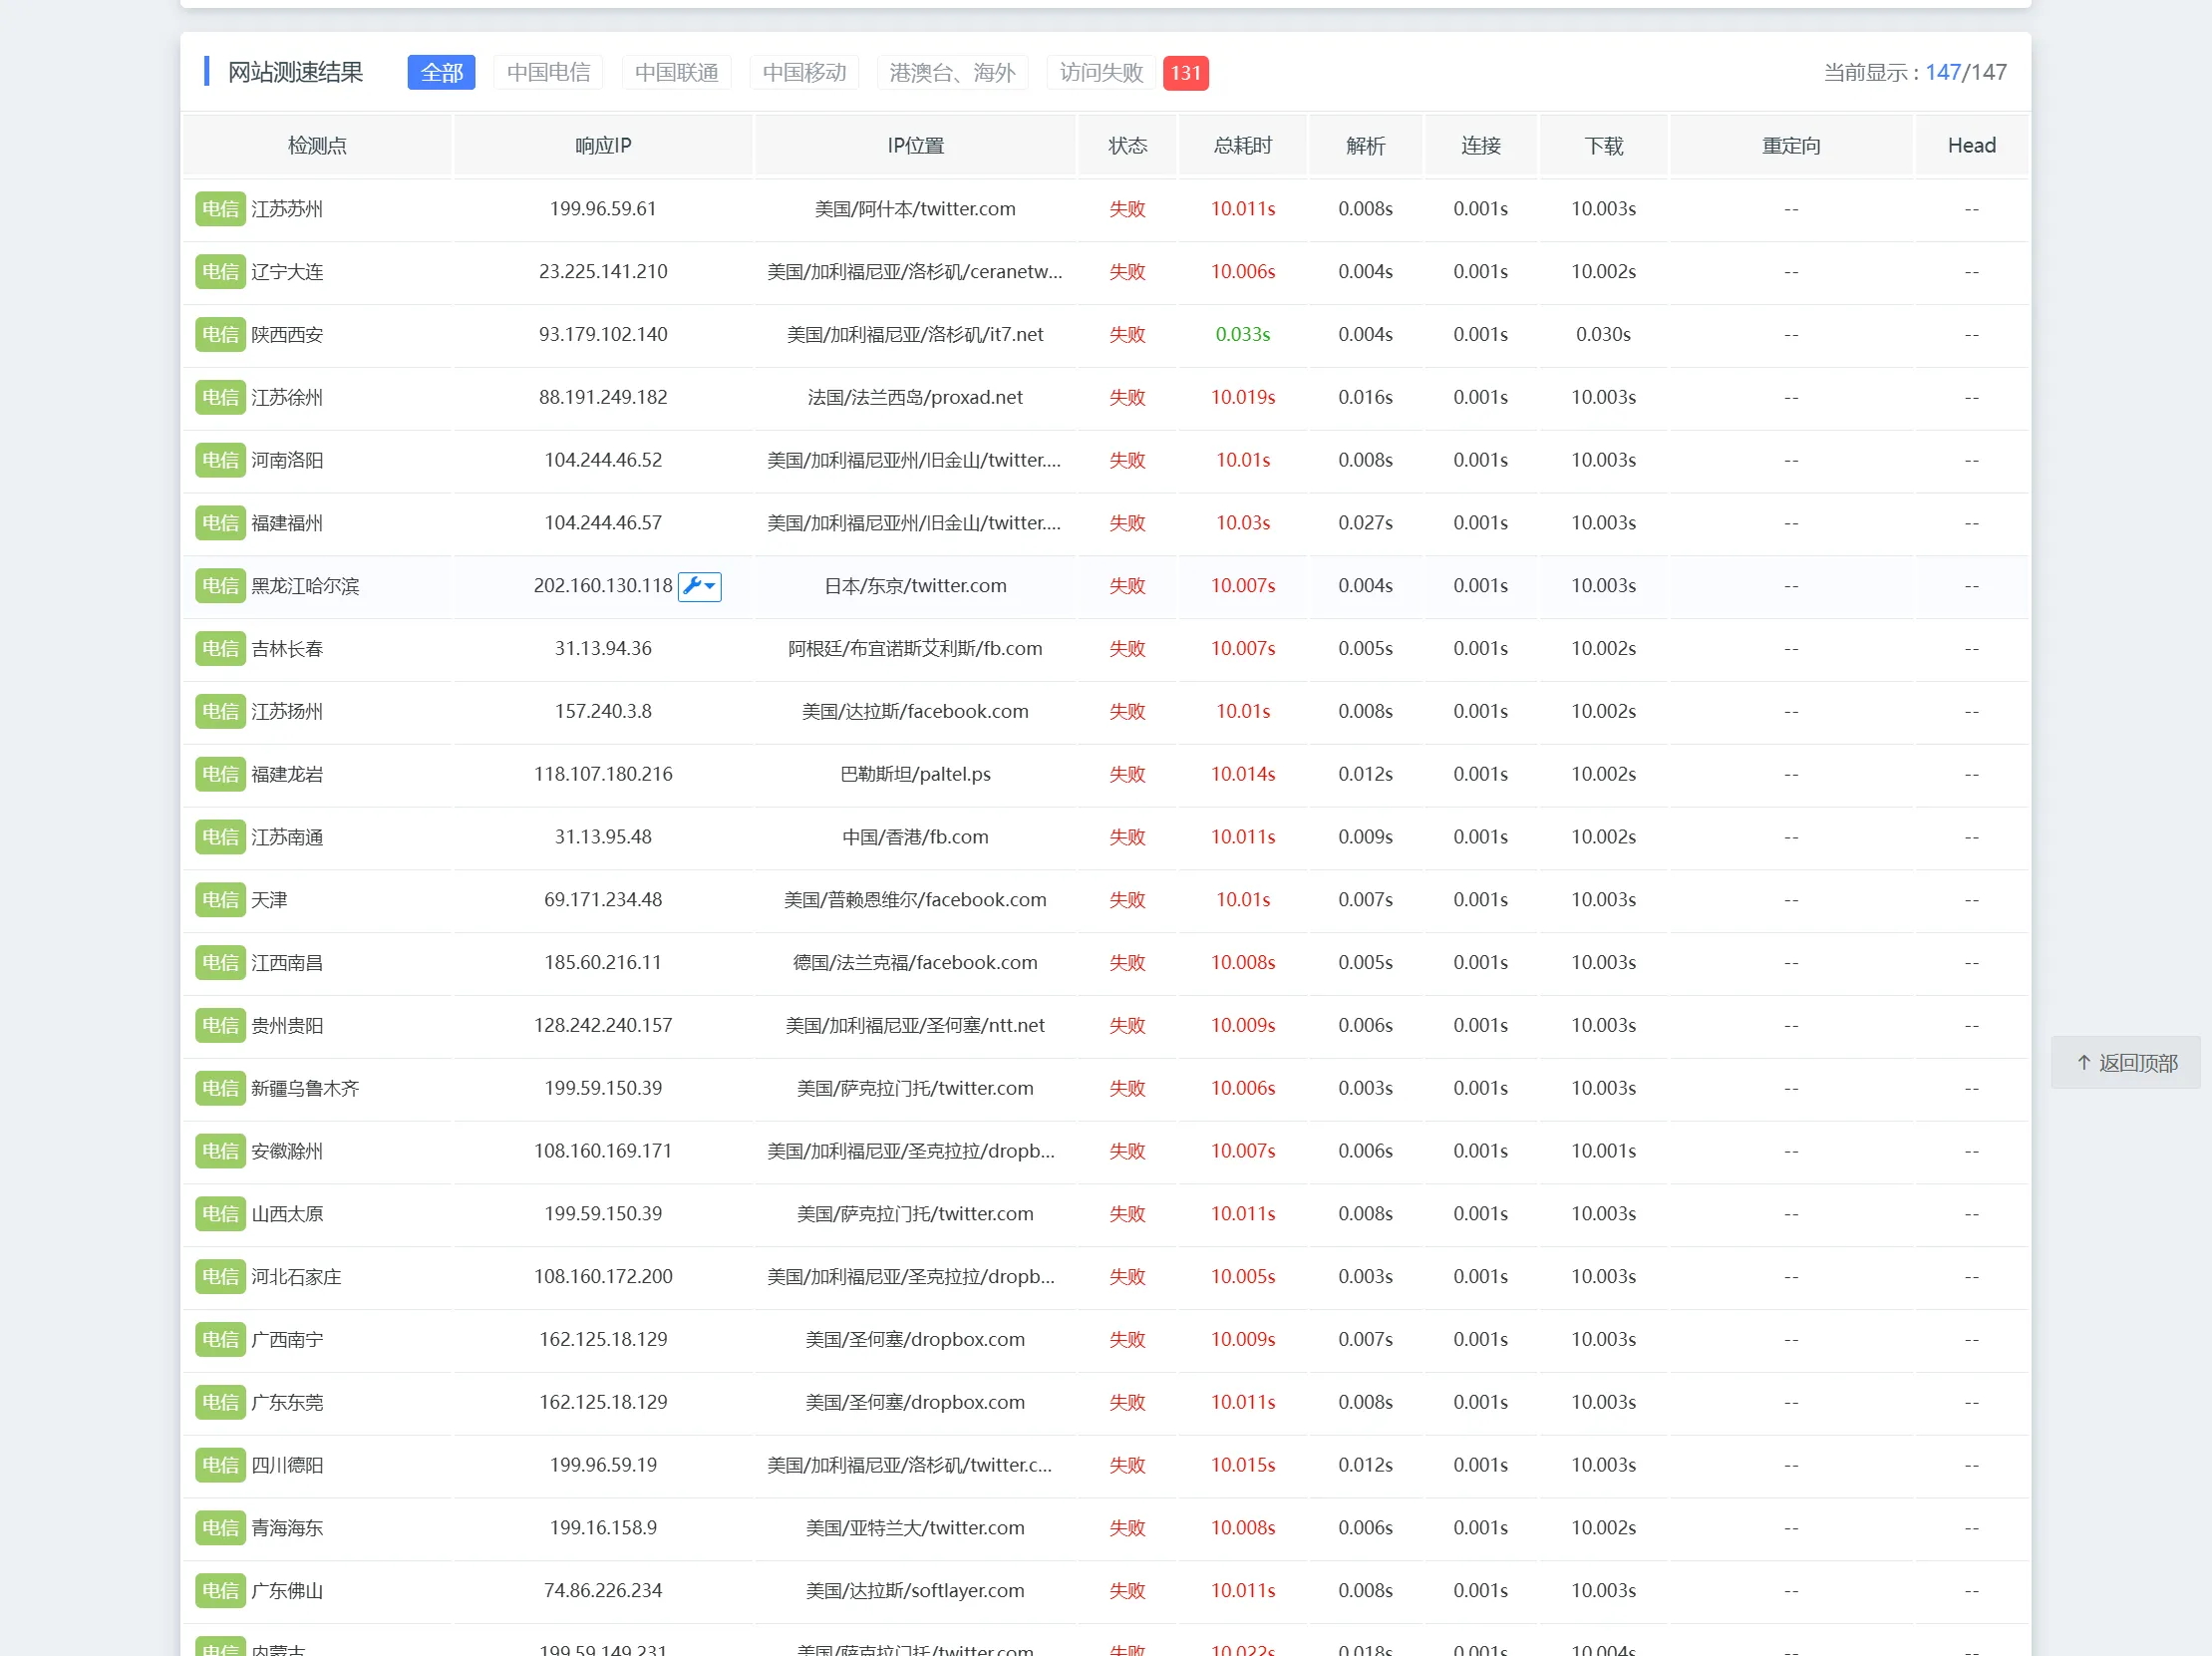 网站测速结果 全部 中国电信 中国联通 中国移动 港澳台、海外 访问失败 131 当前显示 : 147/147
检测点 响应IP IP位置 状态 总耗时 解析 连接 下载 重定向 Head
电信 江苏苏州 199.96.59.61 美国/阿什本/twitter.com 失败 10.011s 0.008s 0.001s 10.003s -- --
电信 辽宁大连 23.225.141.210 美国/加利福尼亚/洛杉矶/ceranetw... 失败 10.006s 0.004s 0.001s 10.002s -- --
电信 陕西西安 93.179.102.140 美国/加利福尼亚/洛杉矶/it7.net 失败 0.033s 0.004s 0.001s 0.030s -- --
电信 江苏徐州 88.191.249.182 法国/法兰西岛/proxad.net 失败 10.019s 0.016s 0.001s 10.003s -- --
电信 河南洛阳 104.244.46.52 美国/加利福尼亚州/旧金山/twitter.... 失败 10.01s 0.008s 0.001s 10.003s -- --
电信 福建福州 104.244.46.57 美国/加利福尼亚州/旧金山/twitter.... 失败 10.03s 0.027s 0.001s 10.003s -- --
电信 黑龙江哈尔滨 202.160.130.118 日本/东京/twitter.com 失败 10.007s 0.004s 0.001s 10.003s -- --
电信 吉林长春 31.13.94.36 阿根廷/布宜诺斯艾利斯/fb.com 失败 10.007s 0.005s 0.001s 10.002s -- --
电信 江苏扬州 157.240.3.8 美国/达拉斯/facebook.com 失败 10.01s 0.008s 0.001s 10.002s -- --
电信 福建龙岩 118.107.180.216 巴勒斯坦/paltel.ps 失败 10.014s 0.012s 0.001s 10.002s -- --
电信 江苏南通 31.13.95.48 中国/香港/fb.com 失败 10.011s 0.009s 0.001s 10.002s -- --
电信 天津 69.171.234.48 美国/普赖恩维尔/facebook.com 失败 10.01s 0.007s 0.001s 10.003s -- --
电信 江西南昌 185.60.216.11 德国/法兰克福/facebook.com 失败 10.008s 0.005s 0.001s 10.003s -- --
电信 贵州贵阳 128.242.240.157 美国/加利福尼亚/圣何塞/ntt.net 失败 10.009s 0.006s 0.001s 10.003s -- --
↑ 返回顶部
电信 新疆乌鲁木齐 199.59.150.39 美国/萨克拉门托/twitter.com 失败 10.006s 0.003s 0.001s 10.003s -- --
电信 安徽滁州 108.160.169.171 美国/加利福尼亚/圣克拉拉/dropb... 失败 10.007s 0.006s 0.001s 10.001s -- --
电信 山西太原 199.59.150.39 美国/萨克拉门托/twitter.com 失败 10.011s 0.008s 0.001s 10.003s -- --
电信 河北石家庄 108.160.172.200 美国/加利福尼亚/圣克拉拉/dropb... 失败 10.005s 0.003s 0.001s 10.003s -- --
电信 广西南宁 162.125.18.129 美国/圣何塞/dropbox.com 失败 10.009s 0.007s 0.001s 10.003s -- --
电信 广东东莞 162.125.18.129 美国/圣何塞/dropbox.com 失败 10.011s 0.008s 0.001s 10.003s -- --
电信 四川德阳 199.96.59.19 美国/加利福尼亚/洛杉矶/twitter.c... 失败 10.015s 0.012s 0.001s 10.003s -- --
电信 青海海东 199.16.158.9 美国/亚特兰大/twitter.com 失败 10.008s 0.006s 0.001s 10.002s -- --
电信 广东佛山 74.86.226.234 美国/达拉斯/softlayer.com 失败 10.011s 0.008s 0.001s 10.003s -- --
电信 内蒙古 199.59.149.231 美国/萨克拉门托/twitter.com 失败 10.022s 0.018s 0.001s 10.004s -- --